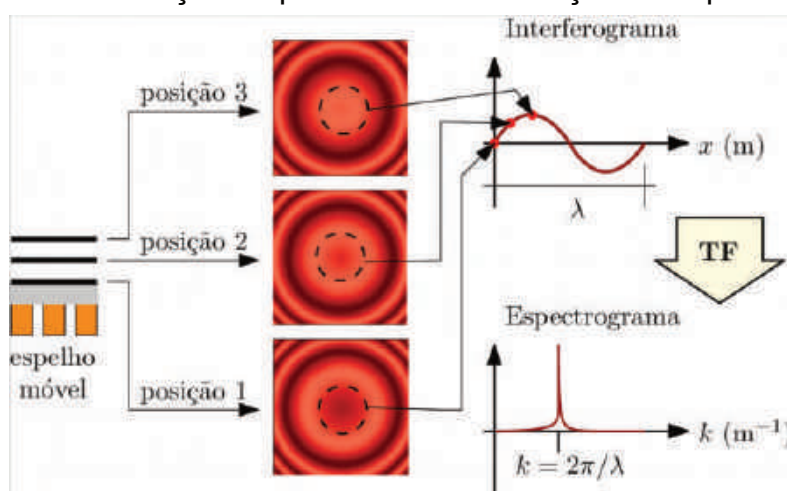 Interferograma
posição 3
x (m)
λ
posição 2
TF
Espectrograma
espelho
móvel
posição 1
k (m⁻¹)
k = 2π/λ